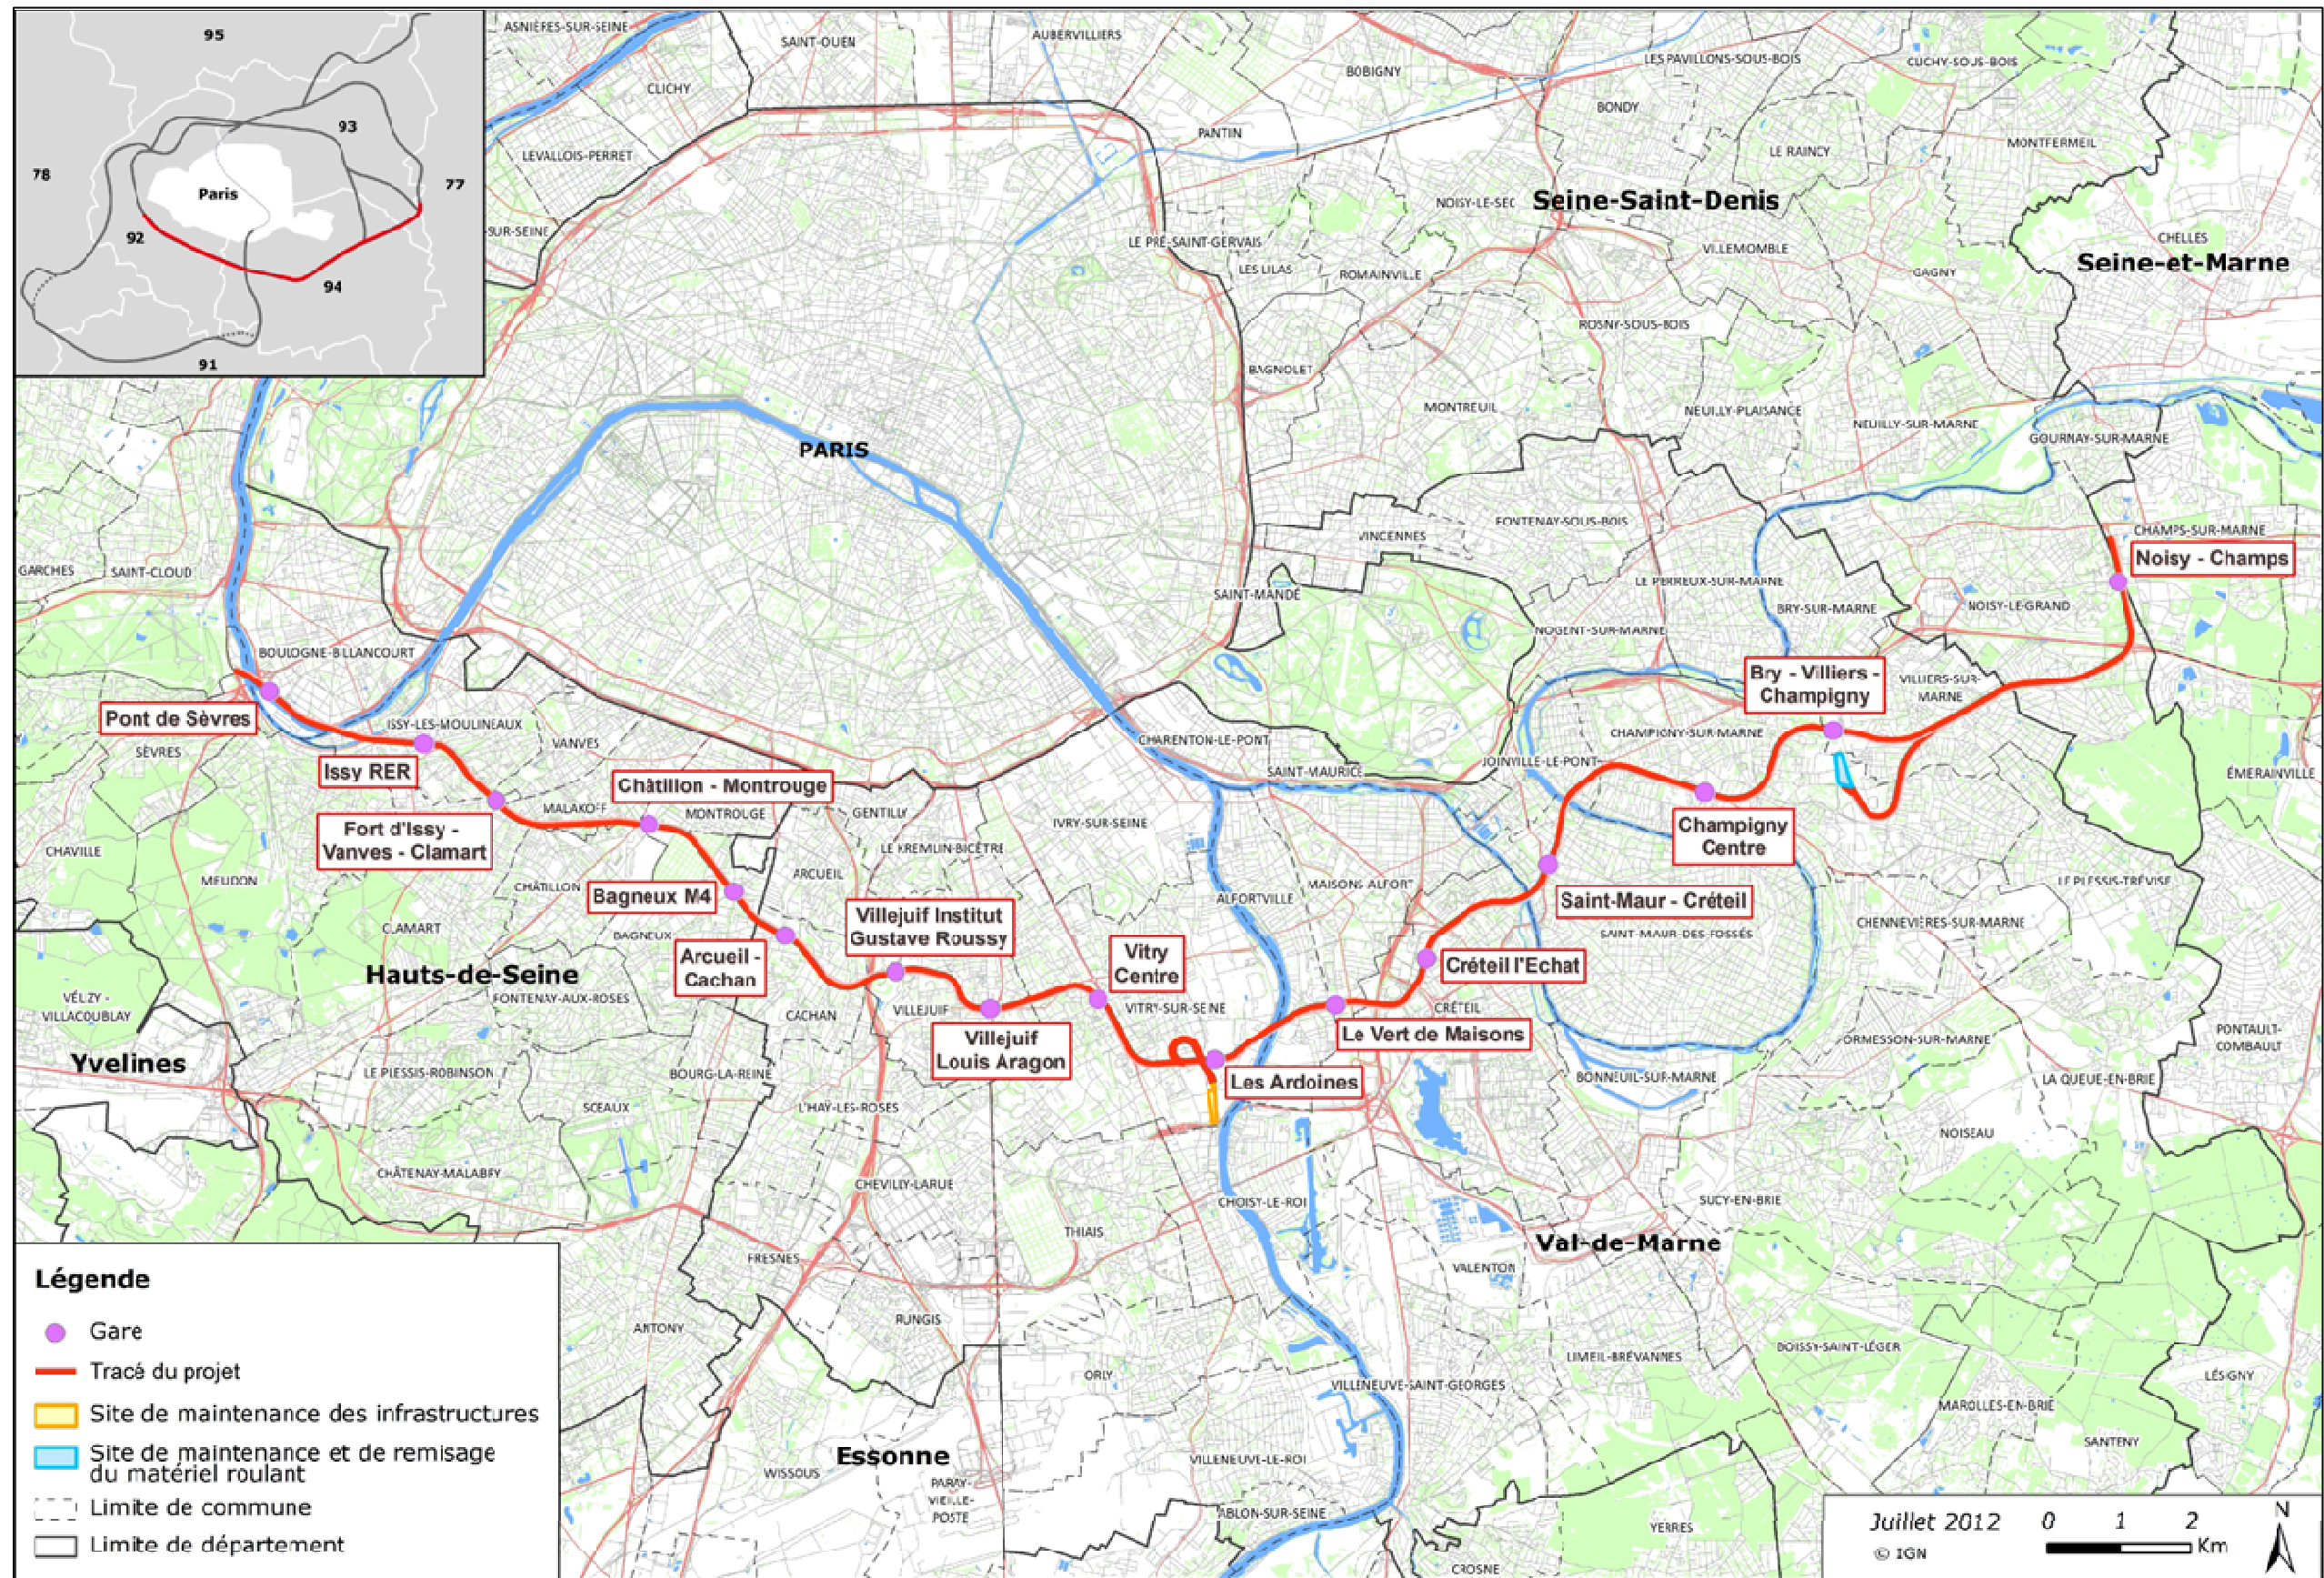 95
93
78
77
Paris
92
94
91
ASNIÈRES-SUR-SEINE
SAINT-OUEN
AUBERVILLIERS
BOBIGNY
LES PAVILLONS-SOUS-BOIS
CLICHY
BONDY
PANTIN
MONTFERMEIL
LE RAINCY
LEVALLOIS-PERRET
NOISY-LE-SEC
Seine-Saint-Denis
SUR-SEINE
LE PRÉ-SAINT-GERVAIS
VILLEMOMBLE
CHELLES
Seine-et-Marne
LES LILAS
ROMAINVILLE
GAGNY
ROSNY-SOUS-BOIS
BAGNOLET
MONTREUIL
NEUILLY-PLAISANCE
NEUILLY-SUR-MARNE
GOURNAY-SUR-MARNE
PARIS
FONTENAY-SOUS-BOIS
VINCENNES
CHAMPS-SUR-MARNE
Noisy - Champs
GARCHES
SAINT-CLOUD
SAINT-MANDÉ
LE PERREUX-SUR-MARNE
BRY-SUR-MARNE
NOISY-LE-GRAND
NOGENT-SUR-MARNE
BOULOGNE-BILLANCOURT
Bry - Villiers -
Champigny
VILLIERS-SUR-
MARNE
Pont de Sèvres
ISSY-LES-MOULINEAUX
SÈVRES
VANVES
CHARENTON-LE-PONT
CHAMPIGNY-SUR-MARNE
JOINVILLE-LE-PONT
SAINT-MAURICE
ÉMERAINVILLE
Issy RER
Châtillon - Montrouge
MALAKOFF
MONTROUGE
GENTILLY
IVRY-SUR-SEINE
Fort d'Issy -
Vanves - Clamart
Champigny
Centre
CHAVILLE
LE KREMLIN-BICÊTRE
MEUDON
ARCUEIL
CHÂTILLON
MAISONS-ALFORT
LE PLESSIS-TRÉVISE
Bagneux M4
ALFORTVILLE
Saint-Maur - Créteil
Villejuif Institut
Gustave Roussy
CLAMART
BAGNEUX
CHENNEVIÈRES-SUR-MARNE
SAINT-MAUR-DES-FOSSÉS
Arcueil -
Cachan
Vitry
Centre
Créteil l'Echat
Hauts-de-Seine
FONTENAY-AUX-ROSES
VÉLIZY -
VILLACOUBLAY
CACHAN
VILLEJUIF
VITRY-SUR-SEINE
CRÉTEIL
Le Vert de Maisons
Villejuif
Louis Aragon
ORMESSON-SUR-MARNE
PONTAULT-
COMBAULT
Yvelines
LE PLESSIS-ROBINSON
BOURG-LA-REINE
Les Ardoines
BONNEUIL-SUR-MARNE
LA QUEUE-EN-BRIE
SCEAUX
L'HAŸ-LES-ROSES
NOISEAU
CHÂTENAY-MALABRY
CHEVILLY-LARUE
CHOISY-LE-ROI
SUCY-EN-BRIE
THIAIS
Val-de-Marne
FRESNES
VALENTON
RUNGIS
ANTONY
BOISSY-SAINT-LÉGER
LIMEIL-BRÉVANNES
ORLY
VILLENEUVE-SAINT-GEORGES
LÉSIGNY
MAROLLES-EN-BRIE
SANTENY
Essonne
WISSOUS
VILLENEUVE-LE-ROI
PARAY-
VIEILLE-
POSTE
ABLON-SUR-SEINE
YERRES
CROSNE
Légende
Gare
Tracé du projet
Site de maintenance des infrastructures
Site de maintenance et de remisage
du matériel roulant
Limite de commune
Limite de département
Juillet 2012
© IGN
0 1 2
Km
N